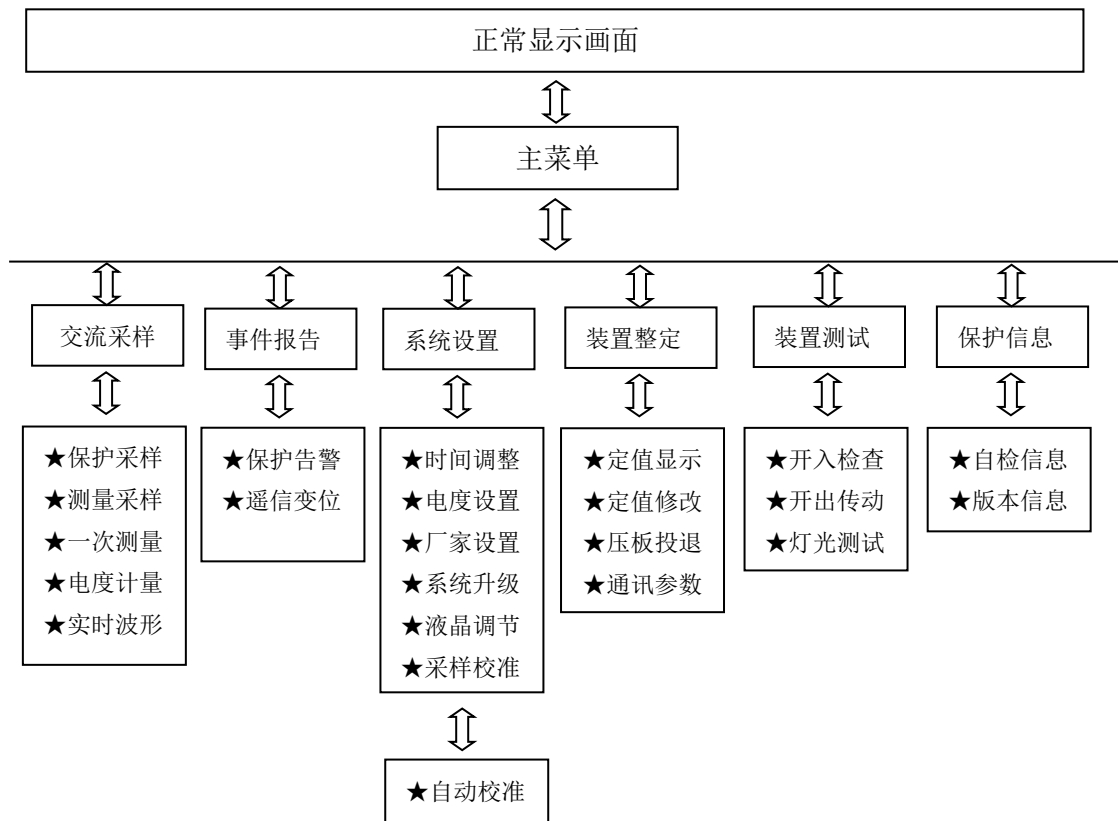 正常显示画面
主菜单
交流采样
事件报告
系统设置
装置整定
装置测试
保护信息
★保护采样
★测量采样
★一次测量
★电度计量
★实时波形
★保护告警
★遥信变位
★时间调整
★电度设置
★厂家设置
★系统升级
★液晶调节
★采样校准
★定值显示
★定值修改
★压板投退
★通讯参数
★开入检查
★开出传动
★灯光测试
★自检信息
★版本信息
★自动校准